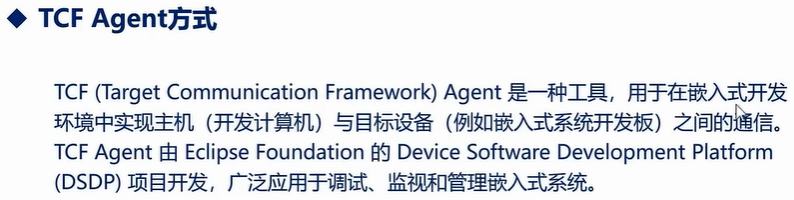 ◆ TCF Agent方式
TCF (Target Communication Framework) Agent 是一种工具，用于在嵌入式开发
环境中实现主机（开发计算机）与目标设备（例如嵌入式系统开发板）之间的通信。
TCF Agent 由 Eclipse Foundation 的 Device Software Development Platform
(DSDP) 项目开发，广泛应用于调试、监视和管理嵌入式系统。